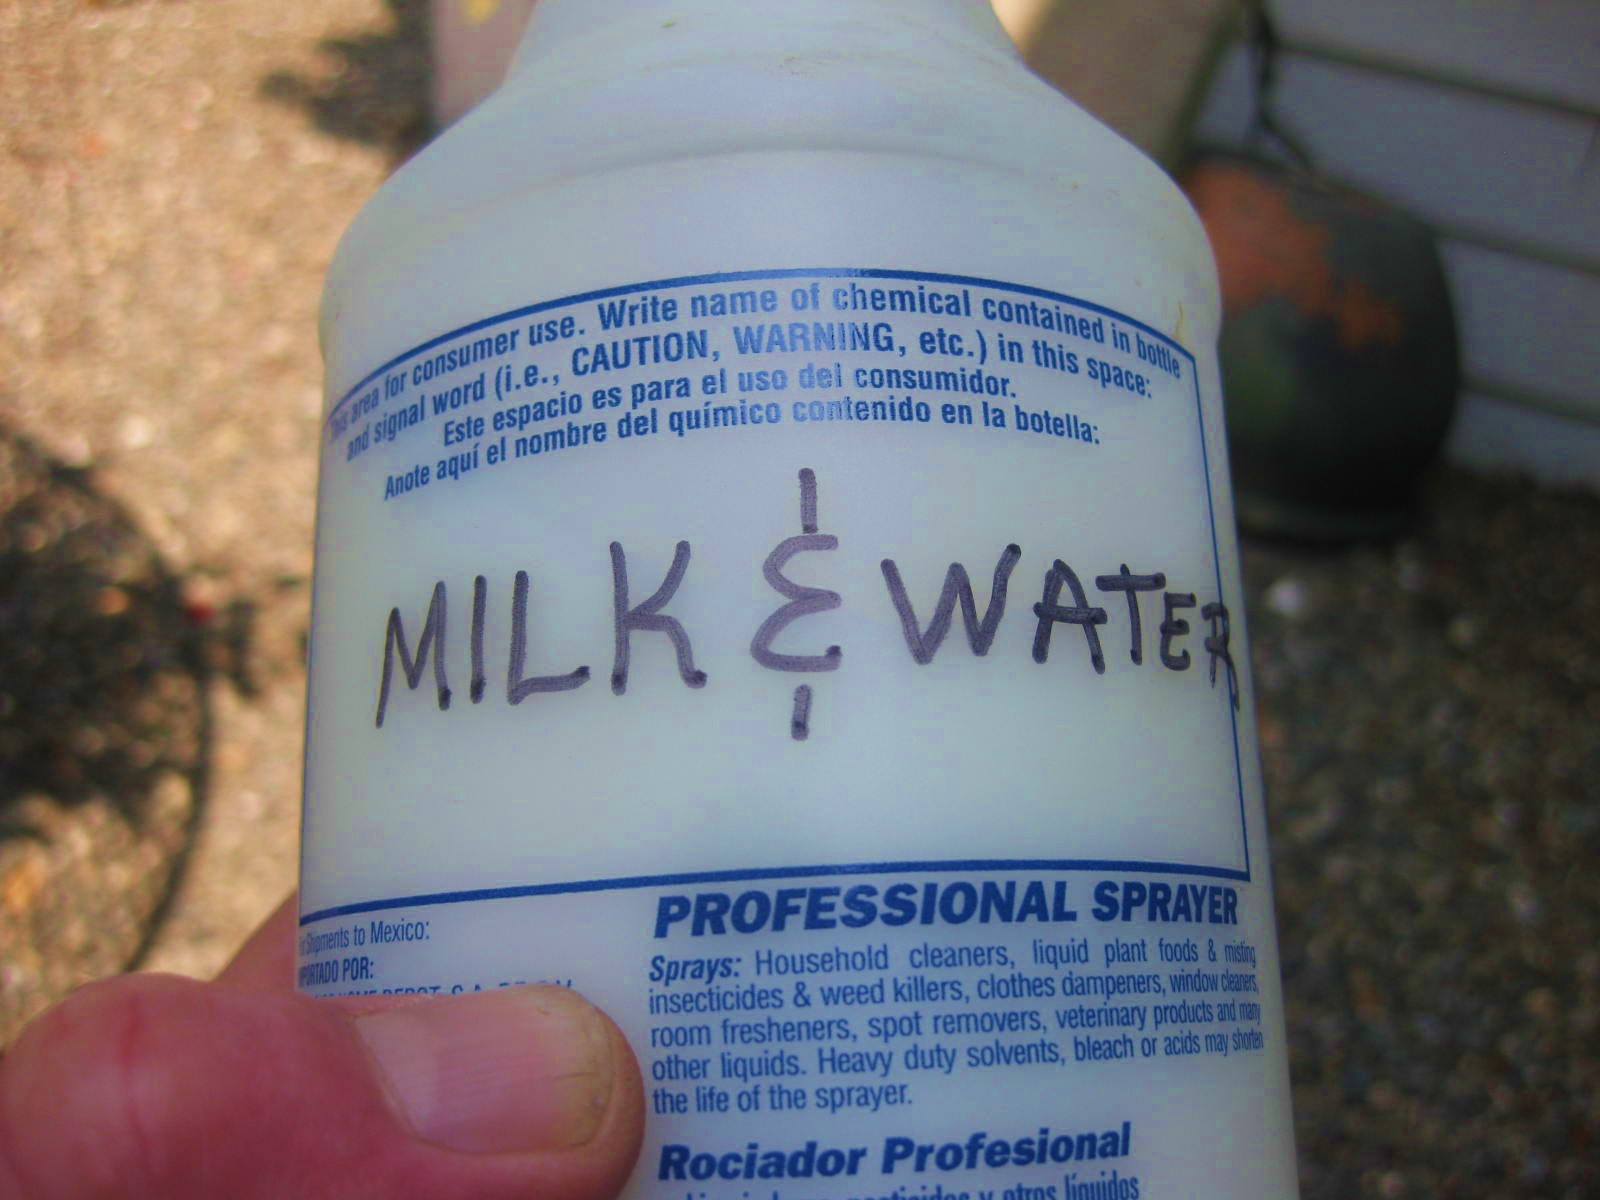 This area for consumer use. Write name of chemical contained in bottle
and signal word (i.e., CAUTION, WARNING, etc.) in this space:
Este espacio es para el uso del consumidor.
Anote aquí el nombre del químico contenido en la botella:
MILK & WATER
PROFESSIONAL SPRAYER
Sprays: Household cleaners, liquid plant foods & misting
insecticides & weed killers, clothes dampeners, window cleaners,
room fresheners, spot removers, veterinary products and many
other liquids. Heavy duty solvents, bleach or acids may shorten
the life of the sprayer.
Rociador Profesional
pesticidas y otros líquidos
Shipments to Mexico:
POR: